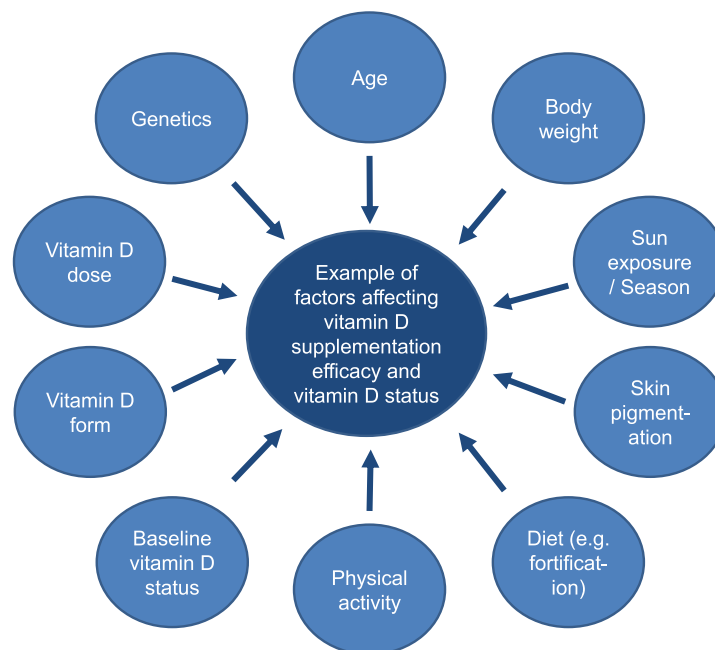 Age
Genetics
Body
weight
Vitamin D
dose
Sun
exposure
/ Season
Example of
factors affecting
vitamin D
supplementation
efficacy and
vitamin D status
Vitamin D
form
Skin
pigment-
ation
Baseline
vitamin D
status
Physical
activity
Diet (e.g.
fortificat-
ion)